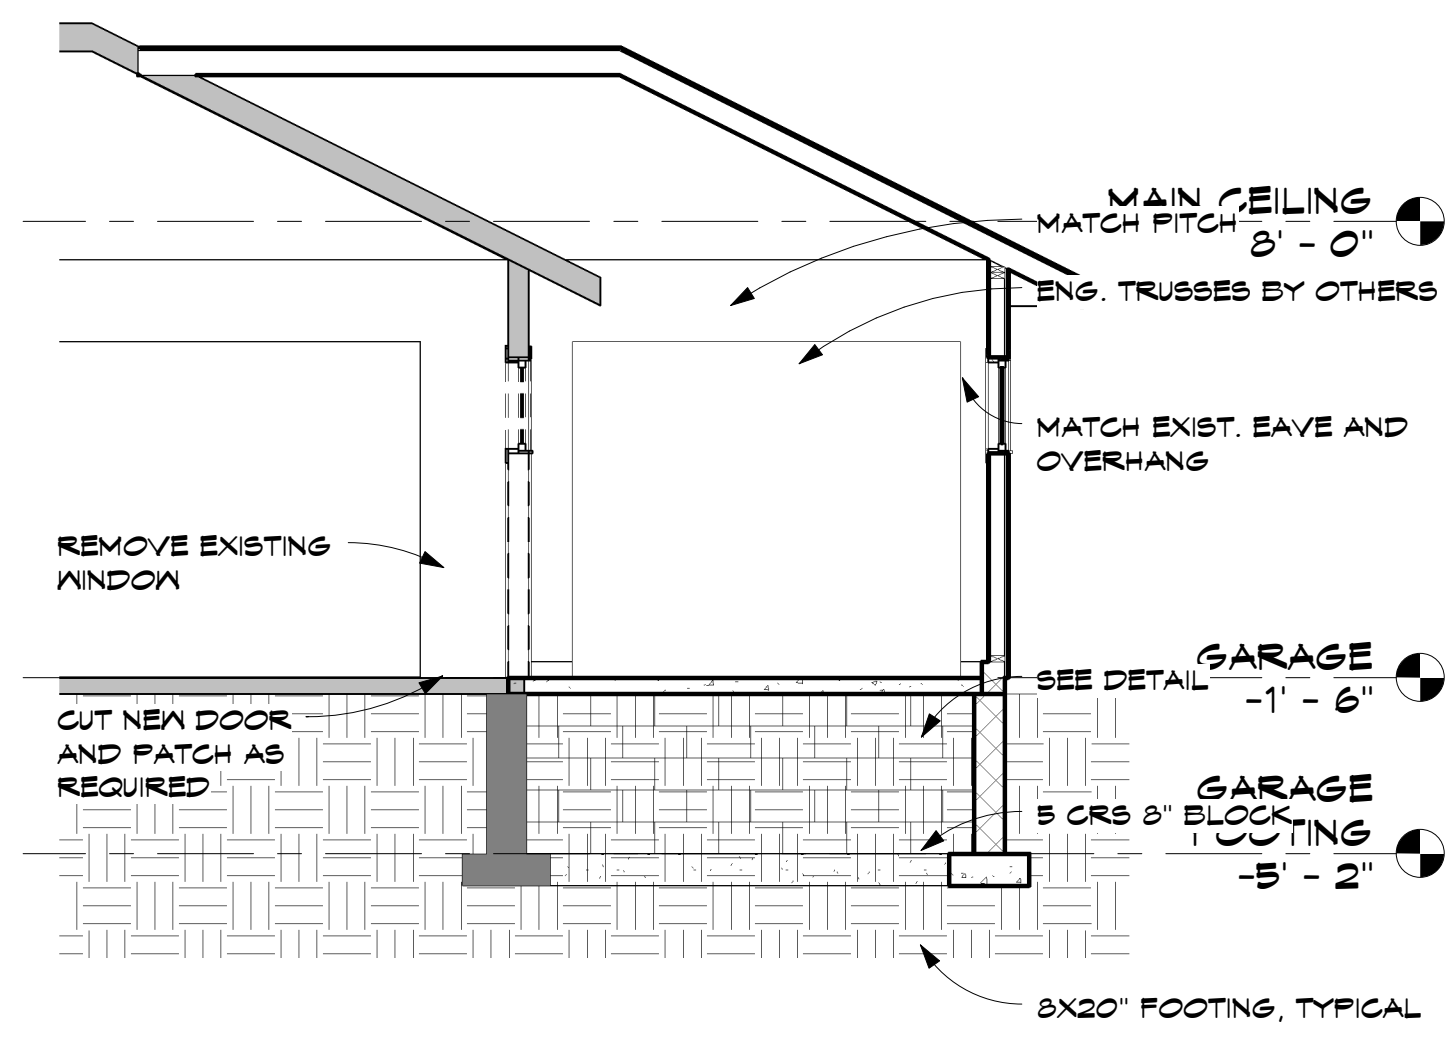 MAIN CEILING
MATCH PITCH
8' - 0"
ENG. TRUSSES BY OTHERS
MATCH EXIST. EAVE AND
OVERHANG
REMOVE EXISTING
WINDOW
GARAGE
SEE DETAIL
-1' - 6"
CUT NEW DOOR
AND PATCH AS
REQUIRED
GARAGE
5 CRS 8" BLOCK
FOOTING
-5' - 2"
8X20" FOOTING, TYPICAL